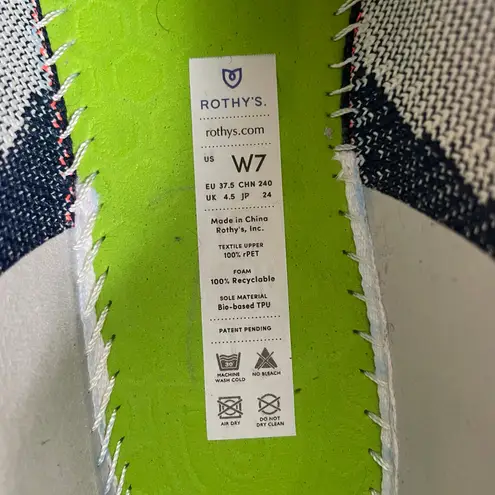 ROTHY'S.
rothys.com
US W7
EU 37.5 CHN 240
UK 4.5 JP 24
Made in China
Rothy's, Inc.
TEXTILE UPPER
100% rPET
FOAM
100% Recyclable
SOLE MATERIAL
Bio-based TPU
PATENT PENDING
30°
MACHINE WASH COLD
NO BLEACH
AIR DRY
DO NOT DRY CLEAN